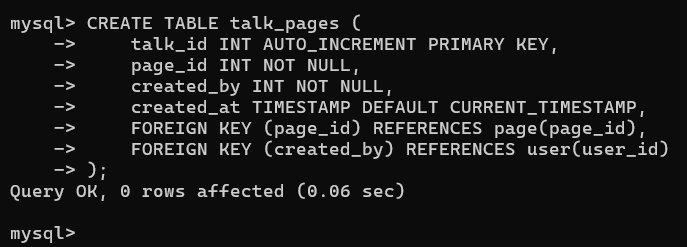 mysql> CREATE TABLE talk_pages (
    ->     talk_id INT AUTO_INCREMENT PRIMARY KEY,
    ->     page_id INT NOT NULL,
    ->     created_by INT NOT NULL,
    ->     created_at TIMESTAMP DEFAULT CURRENT_TIMESTAMP,
    ->     FOREIGN KEY (page_id) REFERENCES page(page_id),
    ->     FOREIGN KEY (created_by) REFERENCES user(user_id)
    -> );
Query OK, 0 rows affected (0.06 sec)
mysql>